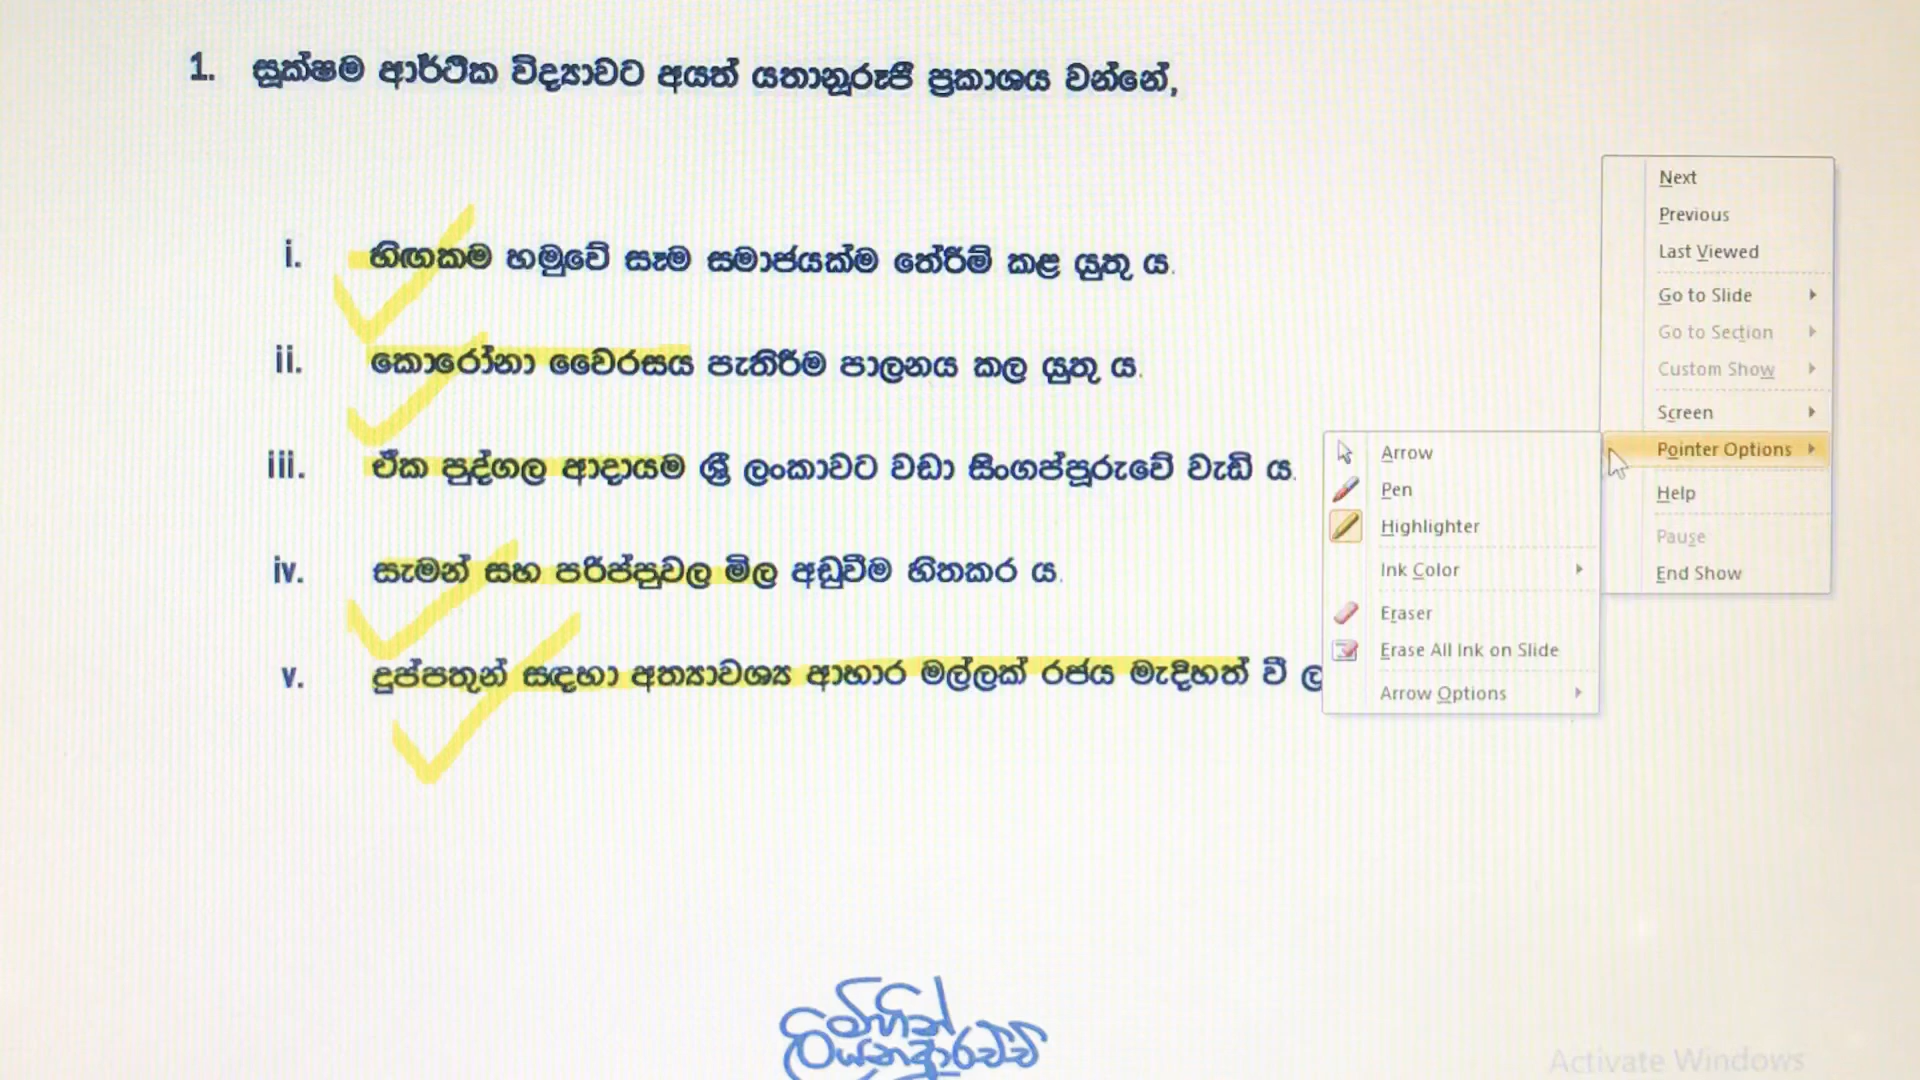 1. සූක්ෂම ආර්ථික විද්‍යාවට අයත් යතානුරූපී ප්‍රකාශය වන්නේ,
i. හිඟකම හමුවේ සෑම සමාජයක්ම තේරීම් කළ යුතු ය.
ii. කොරෝනා වෛරසය පැතිරීම පාලනය කල යුතු ය.
iii. ඒක පුද්ගල ආදායම ශ්‍රී ලංකාවට වඩා සිංගප්පූරුවේ වැඩි ය.
iv. සැමන් සහ පරිප්පුවල මිල අඩුවීම හිතකර ය.
v. දුප්පතුන් සඳහා අත්‍යාවශ්‍ය ආහාර මල්ලක් රජය මැදිහත් වී ල
Next
Previous
Last Viewed
Go to Slide
Go to Section
Custom Show
Screen
Pointer Options
Help
Pause
End Show
Arrow
Pen
Highlighter
Ink Color
Eraser
Erase All Ink on Slide
Arrow Options
මිහින්
ලියනආරච්චි
Activate Windows